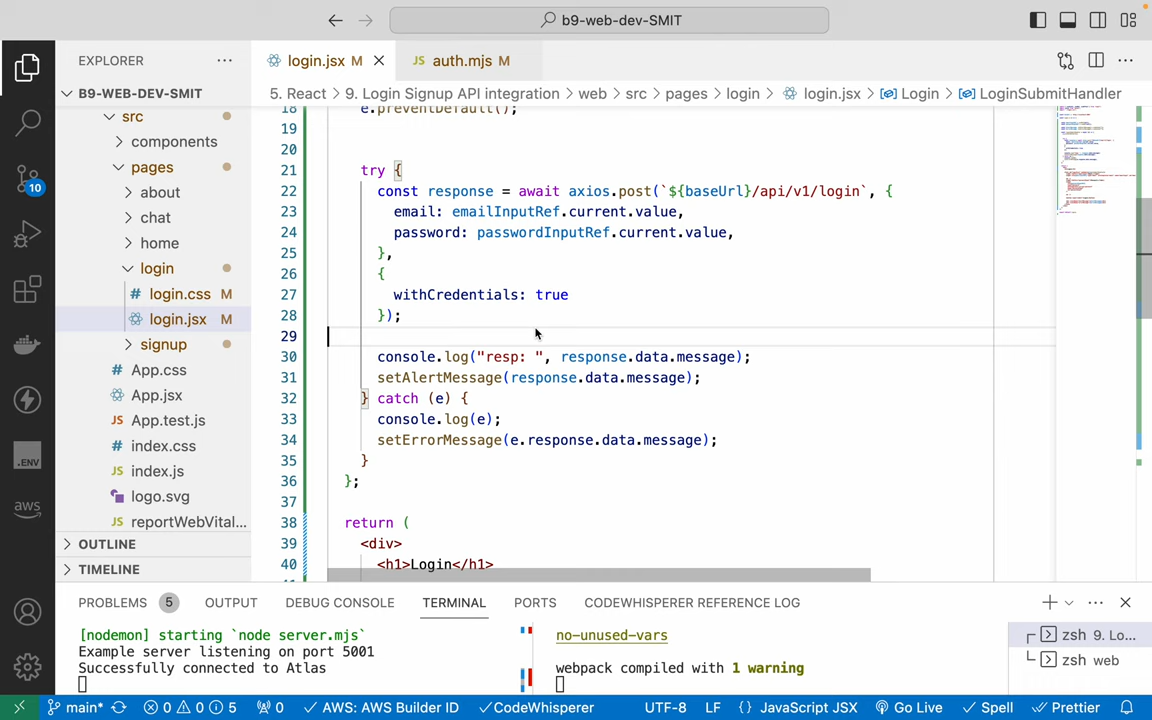 b9-web-dev-SMIT
EXPLORER
login.jsx M
JS auth.mjs M
B9-WEB-DEV-SMIT
5. React > 9. Login Signup API integration > web > src > pages > login > login.jsx > Login > LoginSubmitHandler
src
components
pages
about
chat
home
login
# login.css M
login.jsx M
signup
# App.css
App.jsx
JS App.test.js
# index.css
JS index.js
logo.svg
JS reportWebVital...
OUTLINE
TIMELINE
10
.ENV
aws
18 e.preventDefault();
19
20
21 try {
22 const response = await axios.post(`${baseUrl}/api/v1/login`, {
23 email: emailInputRef.current.value,
24 password: passwordInputRef.current.value,
25 },
26 {
27 withCredentials: true
28 });
29
30 console.log("resp: ", response.data.message);
31 setAlertMessage(response.data.message);
32 } catch (e) {
33 console.log(e);
34 setErrorMessage(e.response.data.message);
35 }
36 };
37
38 return (
39 <div>
40 <h1>Login</h1>
PROBLEMS 5 OUTPUT DEBUG CONSOLE TERMINAL PORTS CODEWHISPERER REFERENCE LOG
[nodemon] starting `node server.mjs`
Example server listening on port 5001
Successfully connected to Atlas
no-unused-vars
webpack compiled with 1 warning
zsh 9. Lo...
zsh web
main* 0 0 5 0 AWS: AWS Builder ID CodeWhisperer UTF-8 LF {} JavaScript JSX Go Live Spell Prettier